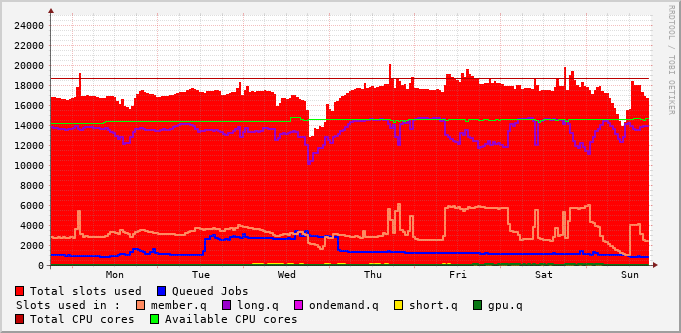 RRDTOOL / TOBI OETIKER
24000
22000
20000
18000
16000
14000
12000
10000
8000
6000
4000
2000
0
Mon Tue Wed Thu Fri Sat Sun
Total slots used Queued Jobs
Slots used in : member.q long.q ondemand.q short.q gpu.q
Total CPU cores Available CPU cores